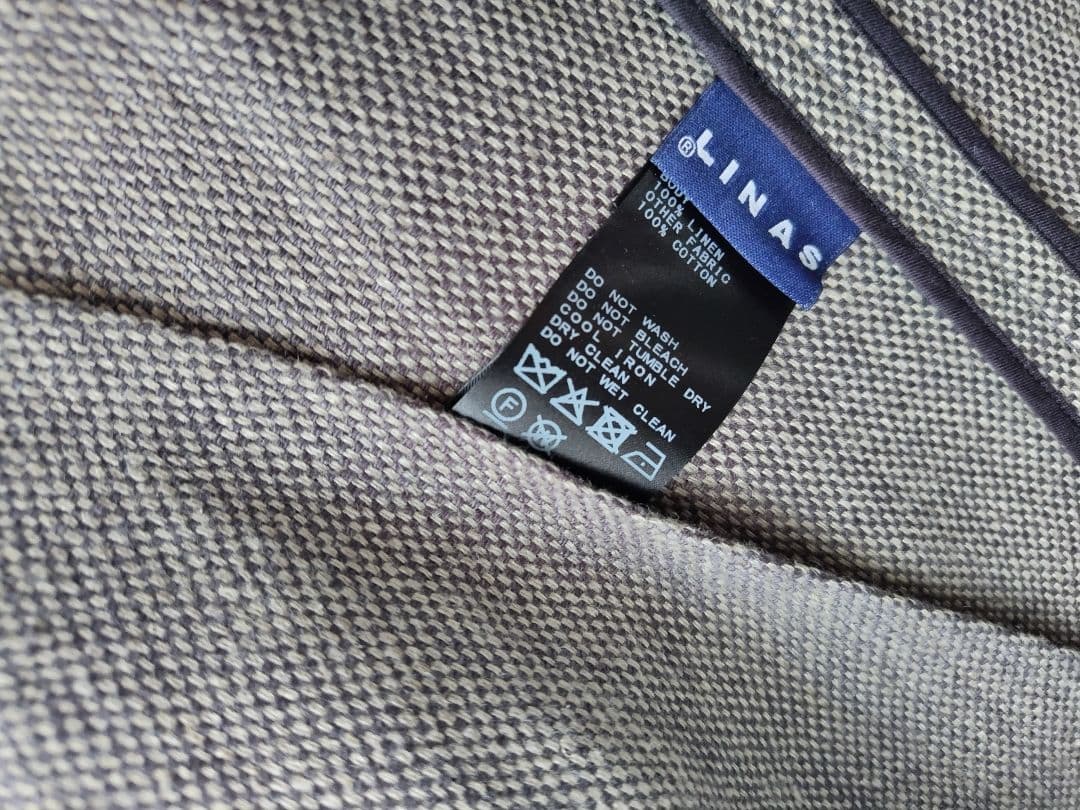 LINAS®
BODY
100% LINEN
OTHER FABRIC
100% COTTON
DO NOT WASH
DO NOT BLEACH
DO NOT TUMBLE DRY
COOL IRON
DRY CLEAN
DO NOT WET CLEAN
F
W